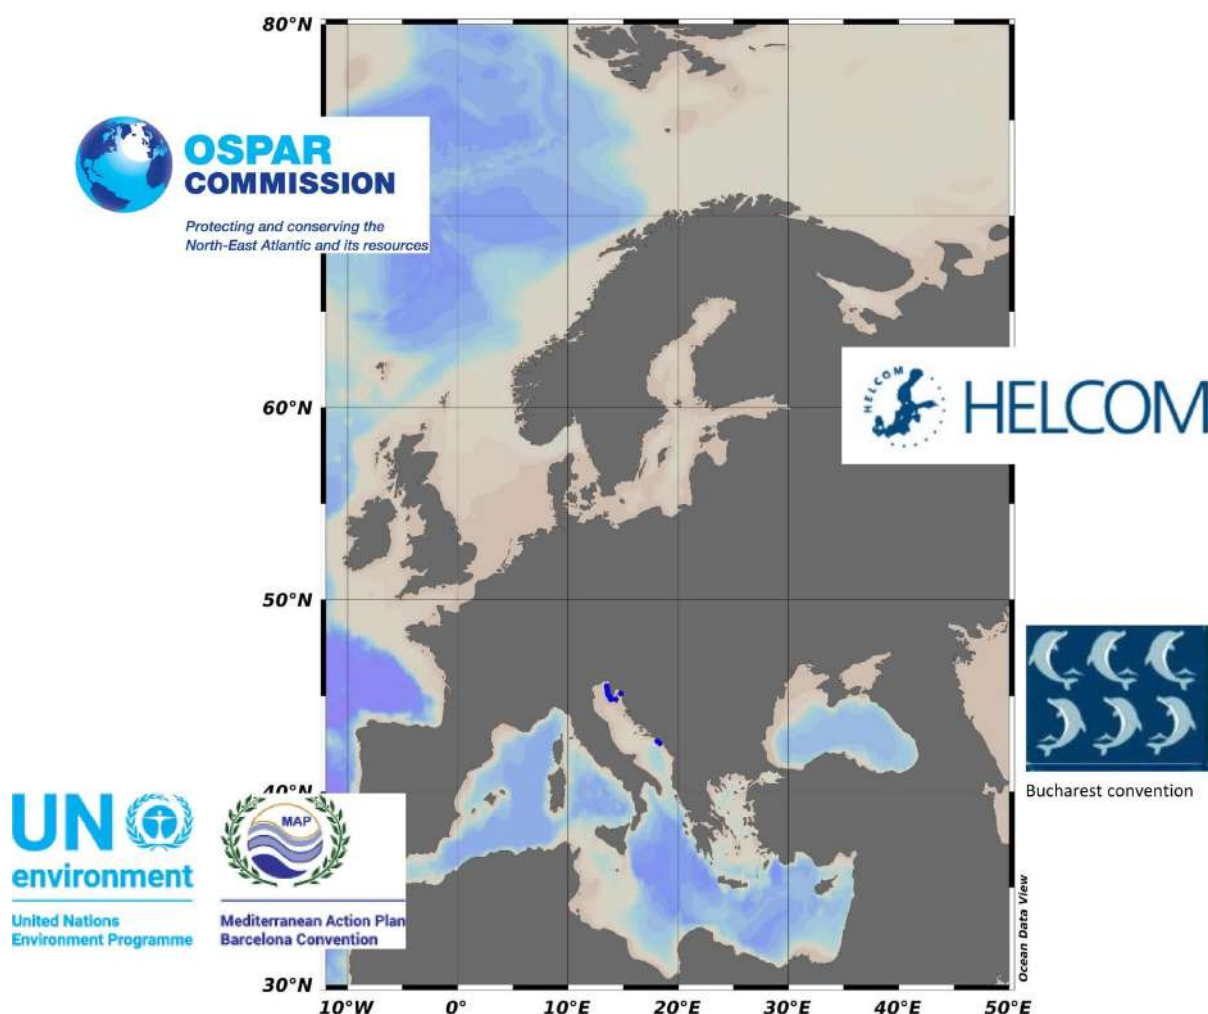 80°N
OSPAR
COMMISSION
Protecting and conserving the
North-East Atlantic and its resources
HELCOM
HELCOM
60°N
50°N
Bucharest convention
40°N
UN
environment
United Nations
Environment Programme
MAP
Mediterranean Action Plan
Barcelona Convention
Ocean Data View
30°N
10°W 0° 10°E 20°E 30°E 40°E 50°E